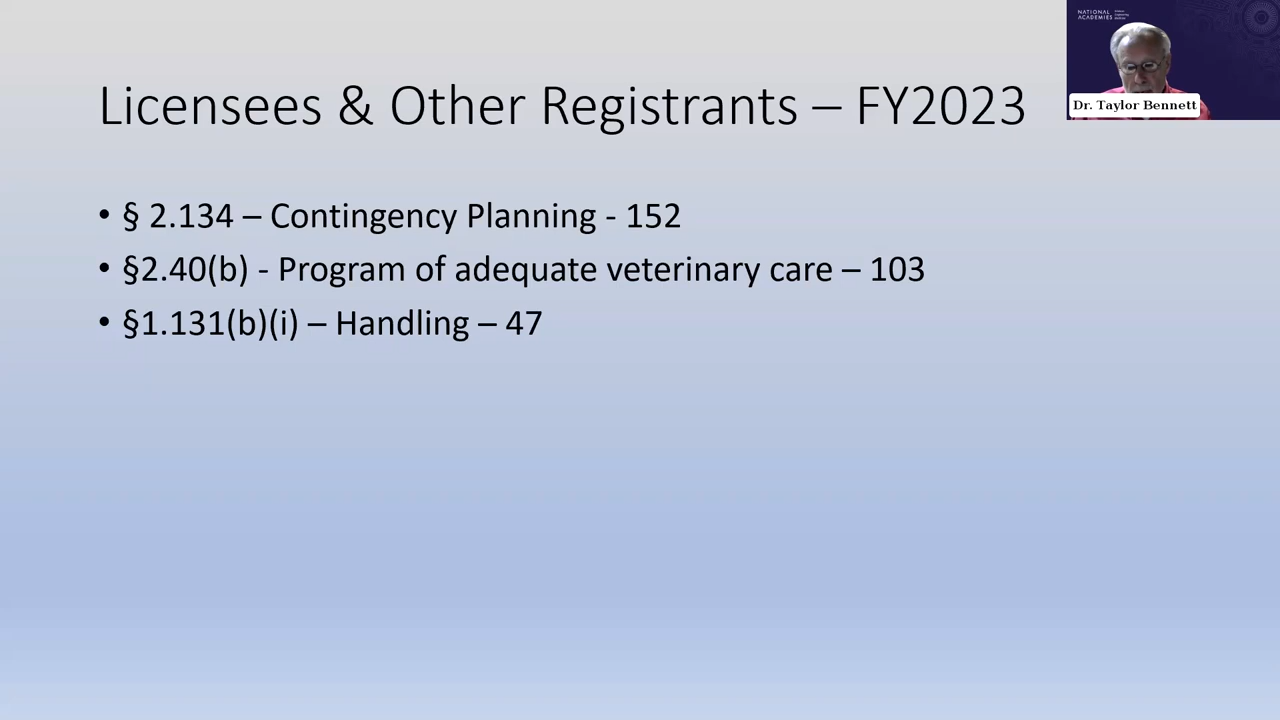 Licensees & Other Registrants – FY2023
• § 2.134 – Contingency Planning - 152
• §2.40(b) - Program of adequate veterinary care – 103
• §1.131(b)(i) – Handling – 47
NATIONAL
ACADEMIES
Dr. Taylor Bennett